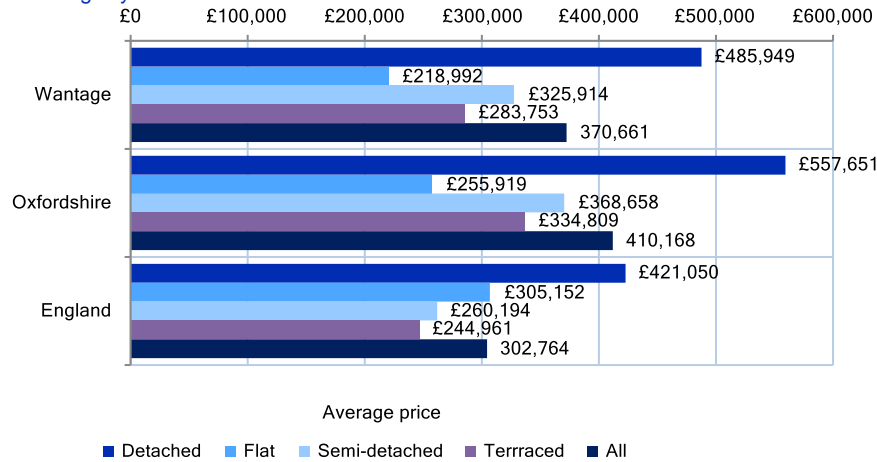 £0 £100,000 £200,000 £300,000 £400,000 £500,000 £600,000
£485,949
£218,992
Wantage
£325,914
£283,753
370,661
£557,651
£255,919
Oxfordshire
£368,658
£334,809
410,168
£421,050
£305,152
England
£260,194
£244,961
302,764
Average price
Detached Flat Semi-detached Terrraced All